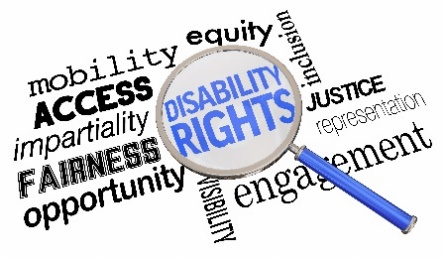 equity
inclusion
mobility
ACCESS
impartiality
FAIRNESS
opportunity
DISABILITY
RIGHTS
JUSTICE
representation
engagement
VISIBILITY